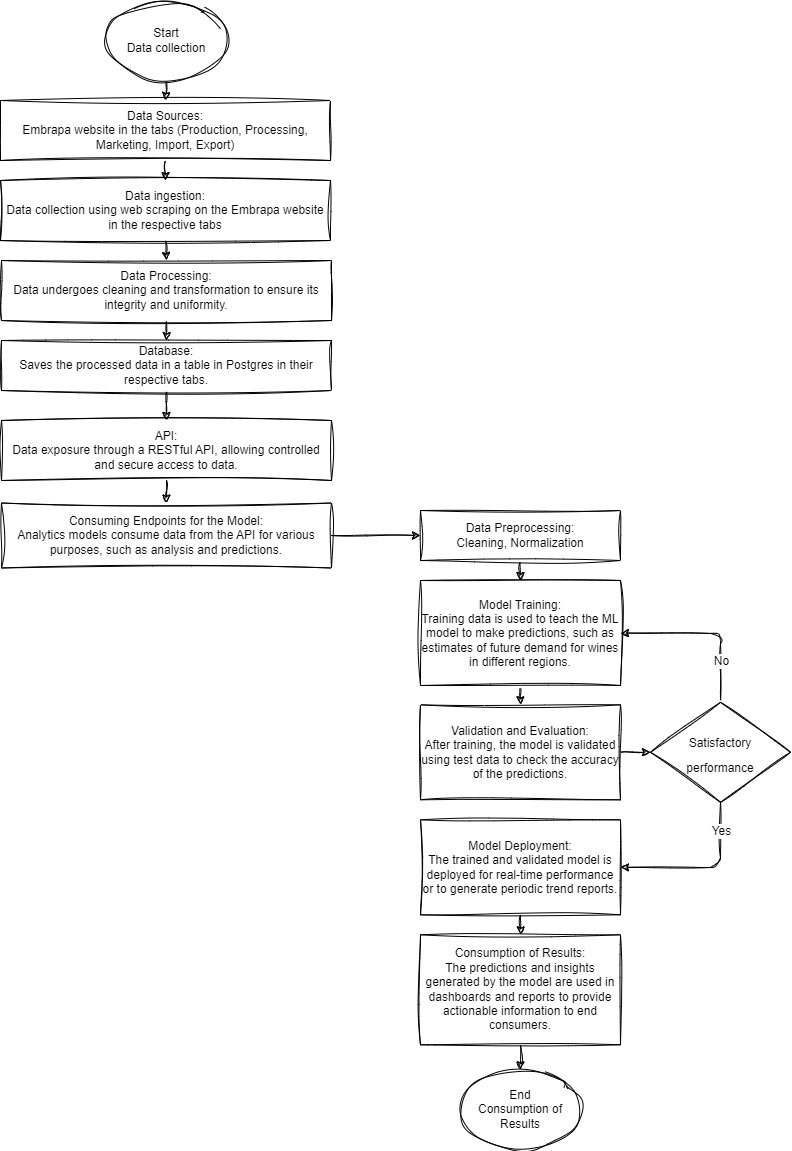 Start
Data collection
Data Sources:
Embrapa website in the tabs (Production, Processing,
Marketing, Import, Export)
Data ingestion:
Data collection using web scraping on the Embrapa website
in the respective tabs
Data Processing:
Data undergoes cleaning and transformation to ensure its
integrity and uniformity.
Database:
Saves the processed data in a table in Postgres in their
respective tabs.
API:
Data exposure through a RESTful API, allowing controlled
and secure access to data.
Consuming Endpoints for the Model:
Analytics models consume data from the API for various
purposes, such as analysis and predictions.
Data Preprocessing:
Cleaning, Normalization
Model Training:
Training data is used to teach the ML
model to make predictions, such as
estimates of future demand for wines
in different regions.
No
Validation and Evaluation:
After training, the model is validated
using test data to check the accuracy
of the predictions.
Satisfactory
performance
Yes
Model Deployment:
The trained and validated model is
deployed for real-time performance
or to generate periodic trend reports.
Consumption of Results:
The predictions and insights
generated by the model are used in
dashboards and reports to provide
actionable information to end
consumers.
End
Consumption of
Results